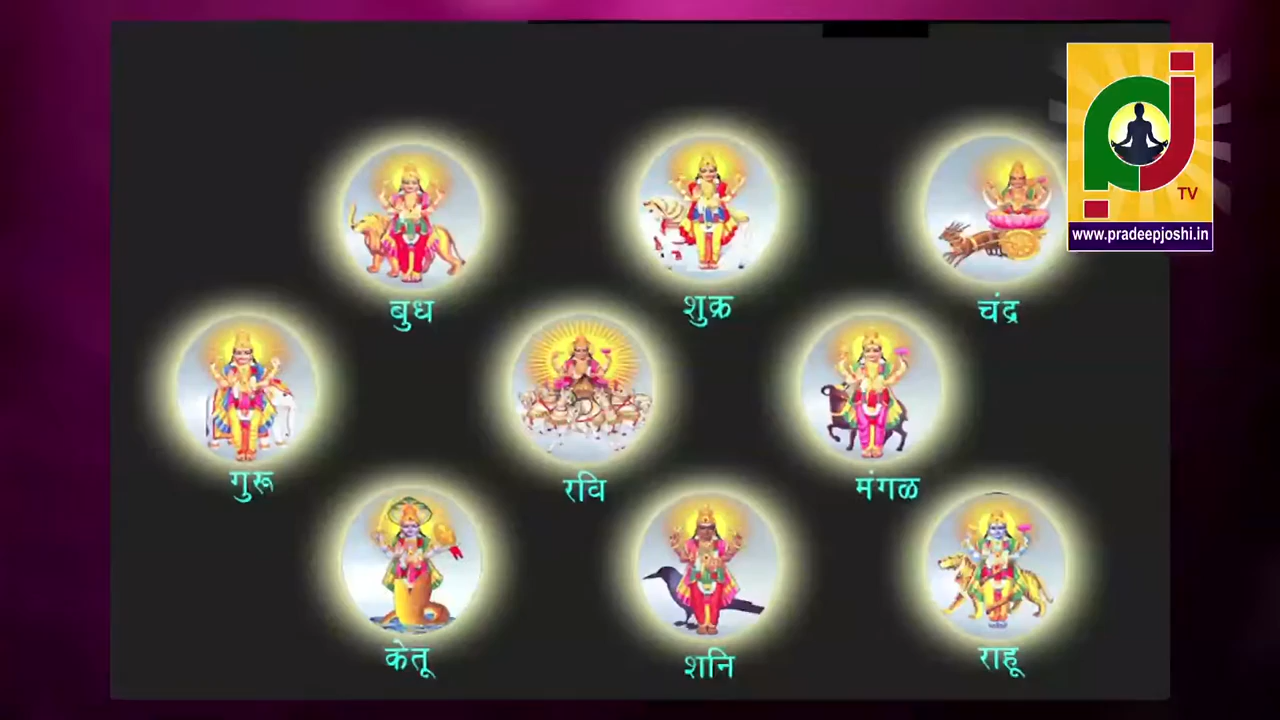 TV
www.pradeepjoshi.in
बुध
शुक्र
चंद्र
गुरू
रवि
मंगळ
केतू
शनि
राहू